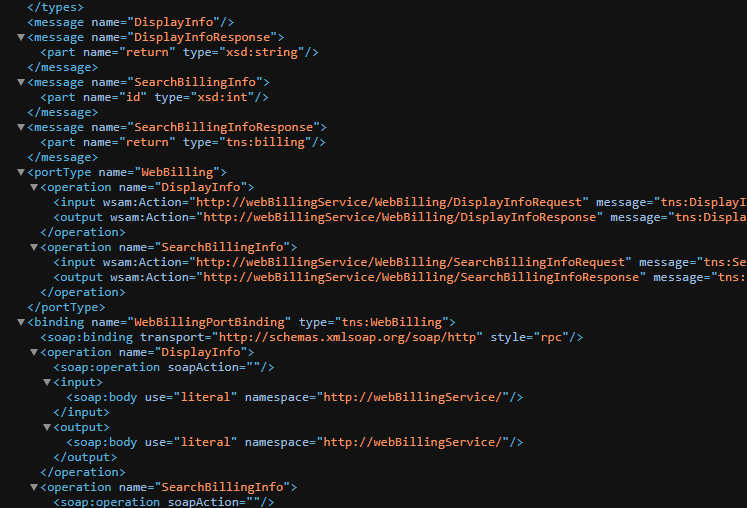 </types>
<message name="DisplayInfo"/>
<message name="DisplayInfoResponse">
<part name="return" type="xsd:string"/>
</message>
<message name="SearchBillingInfo">
<part name="id" type="xsd:int"/>
</message>
<message name="SearchBillingInfoResponse">
<part name="return" type="tns:billing"/>
</message>
<portType name="WebBilling">
<operation name="DisplayInfo">
<input wsam:Action="http://webBillingService/WebBilling/DisplayInfoRequest" message="tns:DisplayI
<output wsam:Action="http://webBillingService/WebBilling/DisplayInfoResponse" message="tns:Displa
</operation>
<operation name="SearchBillingInfo">
<input wsam:Action="http://webBillingService/WebBilling/SearchBillingInfoRequest" message="tns:Se
<output wsam:Action="http://webBillingService/WebBilling/SearchBillingInfoResponse" message="tns:
</operation>
</portType>
<binding name="WebBillingPortBinding" type="tns:WebBilling">
<soap:binding transport="http://schemas.xmlsoap.org/soap/http" style="rpc"/>
<operation name="DisplayInfo">
<soap:operation soapAction=""/>
<input>
<soap:body use="literal" namespace="http://webBillingService/"/>
</input>
<output>
<soap:body use="literal" namespace="http://webBillingService/"/>
</output>
</operation>
<operation name="SearchBillingInfo">
<soap:operation soapAction=""/>